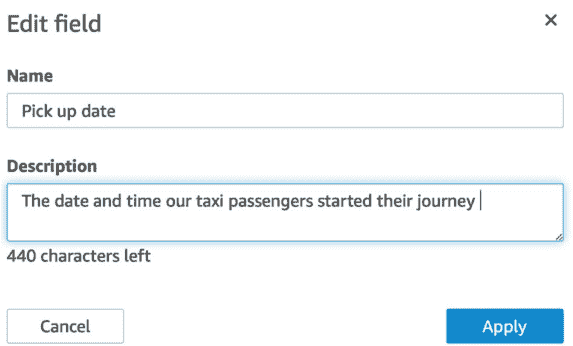 Edit field
Name
Pick up date
Description
The date and time our taxi passengers started their journey
440 characters left
Cancel
Apply